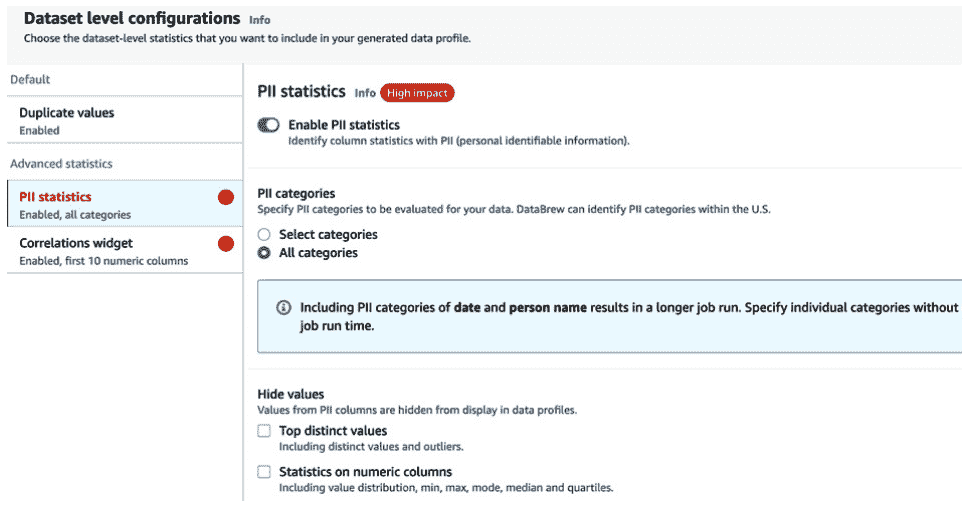 Dataset level configurations Info
Choose the dataset-level statistics that you want to include in your generated data profile.
Default
Duplicate values
Enabled
Advanced statistics
PII statistics
Enabled, all categories
Correlations widget
Enabled, first 10 numeric columns
PII statistics Info High impact
Enable PII statistics
Identify column statistics with PII (personal identifiable information).
PII categories
Specify PII categories to be evaluated for your data. DataBrew can identify PII categories within the U.S.
Select categories
All categories
Including PII categories of date and person name results in a longer job run. Specify individual categories without
job run time.
Hide values
Values from PII columns are hidden from display in data profiles.
Top distinct values
Including distinct values and outliers.
Statistics on numeric columns
Including value distribution, min, max, mode, median and quartiles.